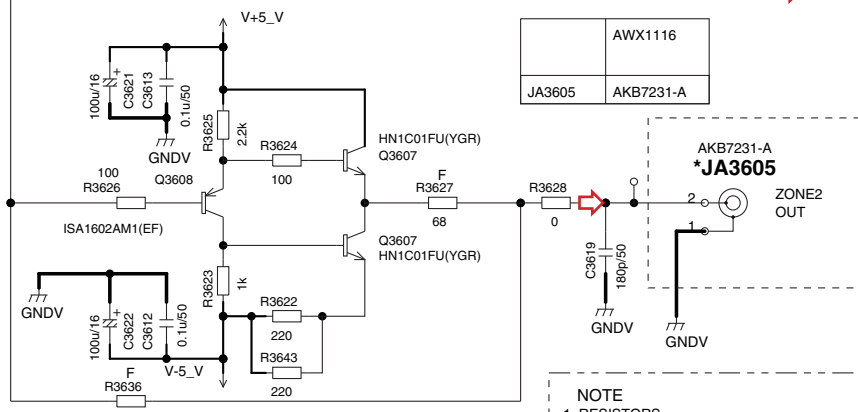 V+5_V
AWX1116
JA3605 AKB7231-A
100u/16
+
C3621
C3613
0.1u/50
GNDV
R3625
2.2k
R3624
100
HN1C01FU(YGR)
Q3607
100
R3626
Q3608
ISA1602AM1(EF)
F
R3627
68
R3628
0
AKB7231-A
*JA3605
2
1
ZONE2
OUT
Q3607
HN1C01FU(YGR)
C3619
180p/50
GNDV
GNDV
R3623
1k
R3622
220
R3643
220
GNDV
100u/16
+
C3622
C3612
0.1u/50
V-5_V
F
R3636
NOTE